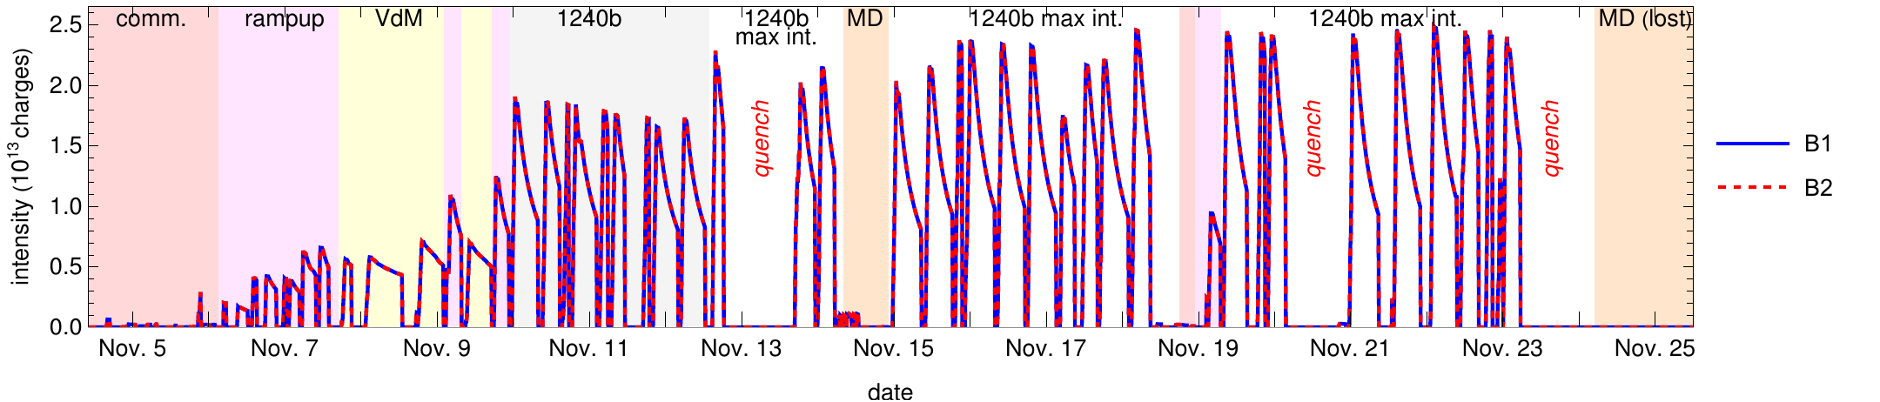 comm. rampup VdM 1240b 1240b max int. MD 1240b max int. 1240b max int. MD (lost)
quench quench quench
intensity (10¹³ charges)
2.5
2.0
1.5
1.0
0.5
0.0
Nov. 5 Nov. 7 Nov. 9 Nov. 11 Nov. 13 Nov. 15 Nov. 17 Nov. 19 Nov. 21 Nov. 23 Nov. 25
date
B1
B2